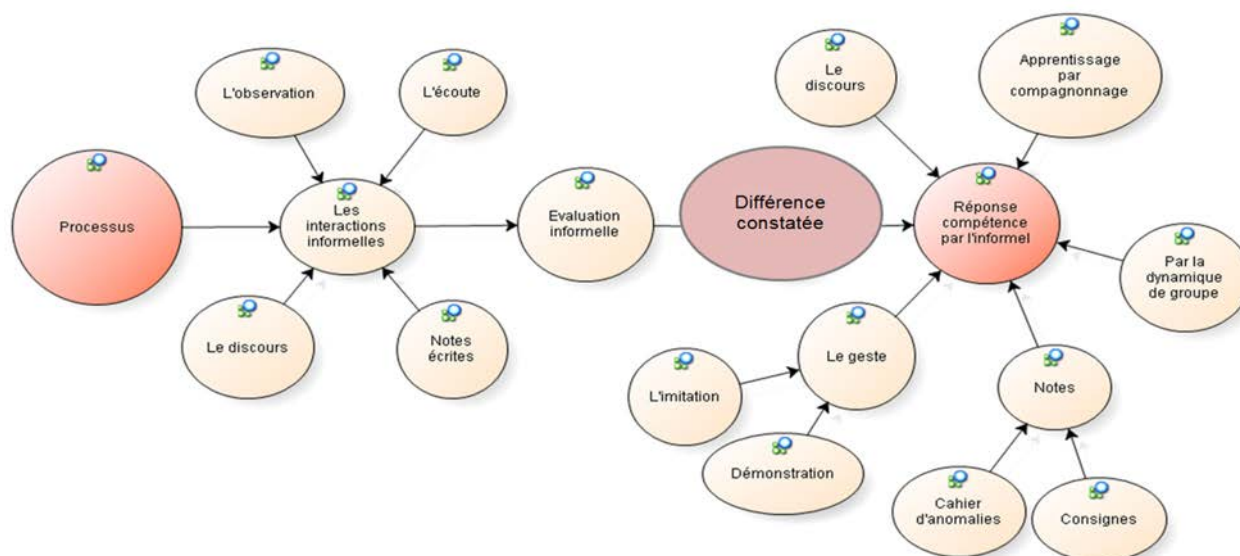 L'observation
L'écoute
Le
discours
Apprentissage
par
compagnonnage
Processus
Les
interactions
informelles
Evaluation
informelle
Différence
constatée
Réponse
compétence
par l'informel
Par la
dynamique
de groupe
Le discours
Notes
écrites
Le geste
L'imitation
Démonstration
Notes
Cahier
d'anomalies
Consignes